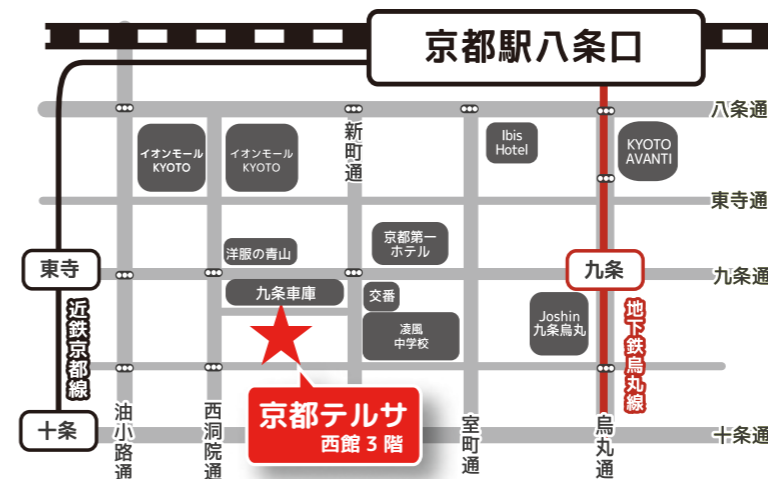 京都駅八条口
八条通
イオンモール
KYOTO
イオンモール
KYOTO
新町通
Ibis
Hotel
KYOTO
AVANTI
東寺通
洋服の青山
京都第一
ホテル
東寺
九条
九条通
九条車庫
交番
近鉄京都線
凌風
中学校
Joshin
九条烏丸
地下鉄烏丸線
京都テルサ
西館3階
十条
油小路通
西洞院通
室町通
烏丸通
十条通